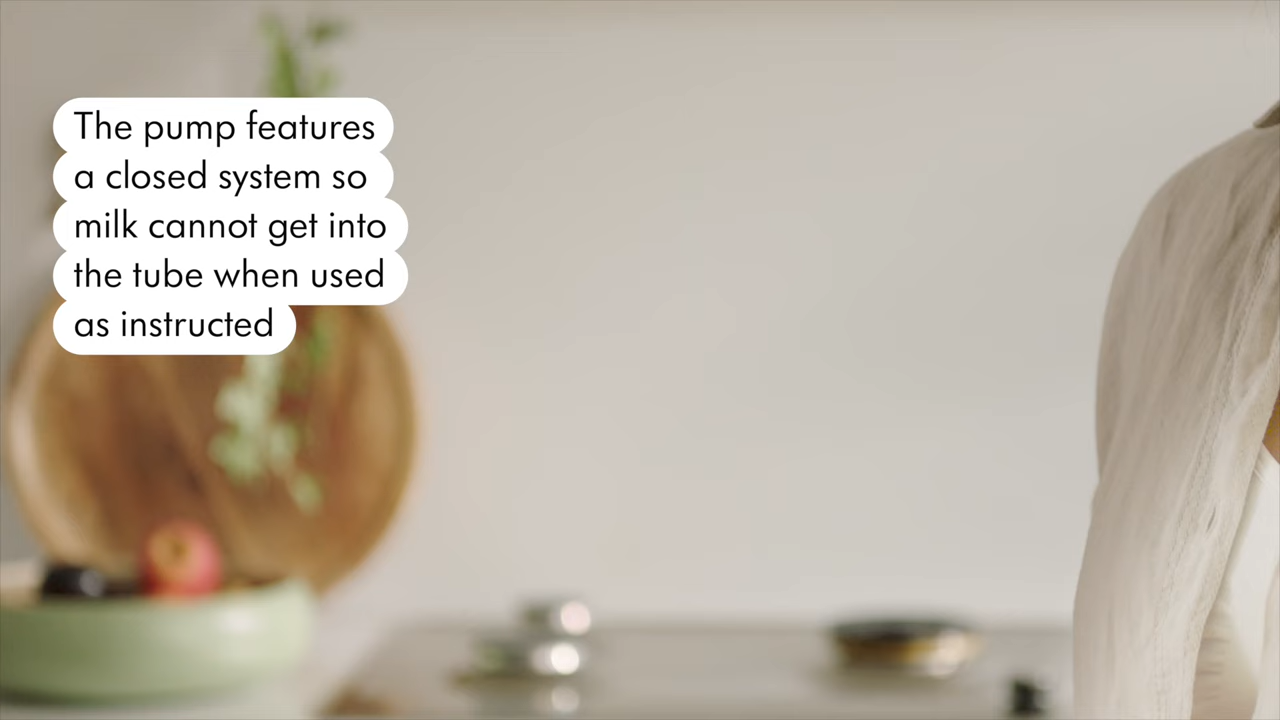 The pump features
a closed system so
milk cannot get into
the tube when used
as instructed